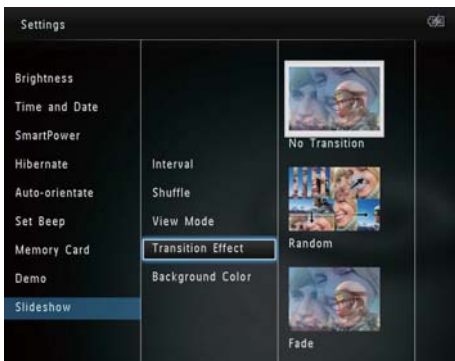 Settings
Brightness
Time and Date
SmartPower
Hibernate
Auto-orientate
Set Beep
Memory Card
Demo
Slideshow
Interval
Shuffle
View Mode
Transition Effect
Background Color
No Transition
Random
Fade